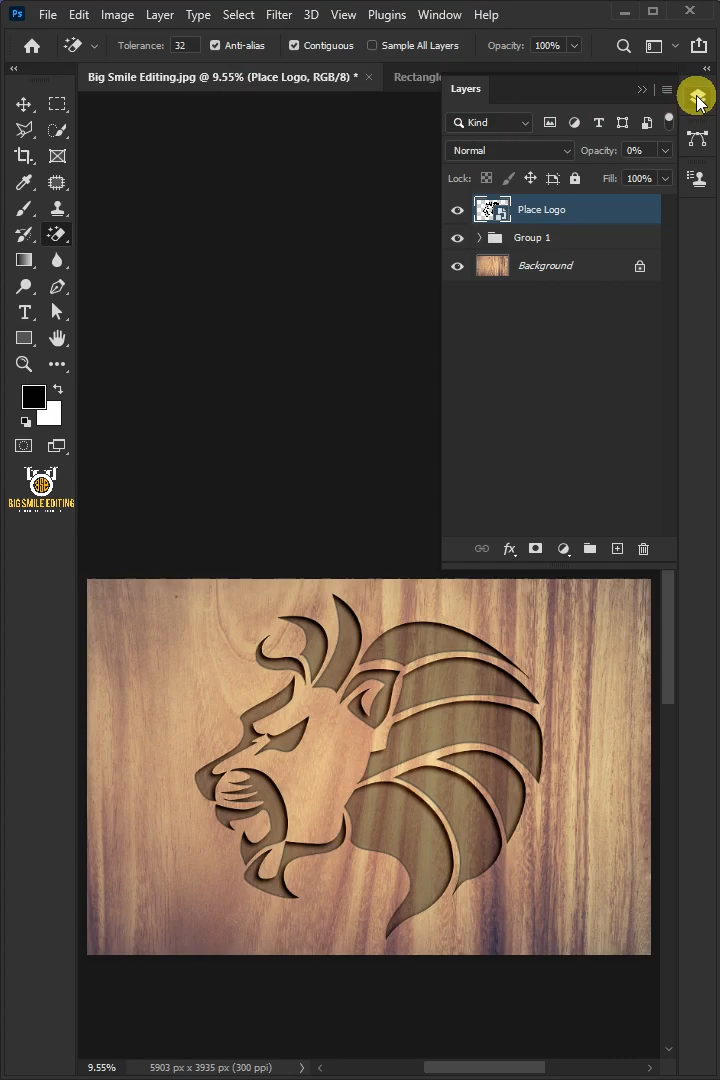 Ps File Edit Image Layer Type Select Filter 3D View Plugins Window Help
Tolerance: 32 Anti-alias Contiguous Sample All Layers Opacity: 100%
Big Smile Editing.jpg @ 9.55% (Place Logo, RGB/8) * × Rectangle
Layers
Kind
Normal Opacity: 0%
Lock: Fill: 100%
Place Logo
Group 1
Background
fx
BIG SMILE EDITING
9.55% 5903 px x 3935 px (300 ppi)